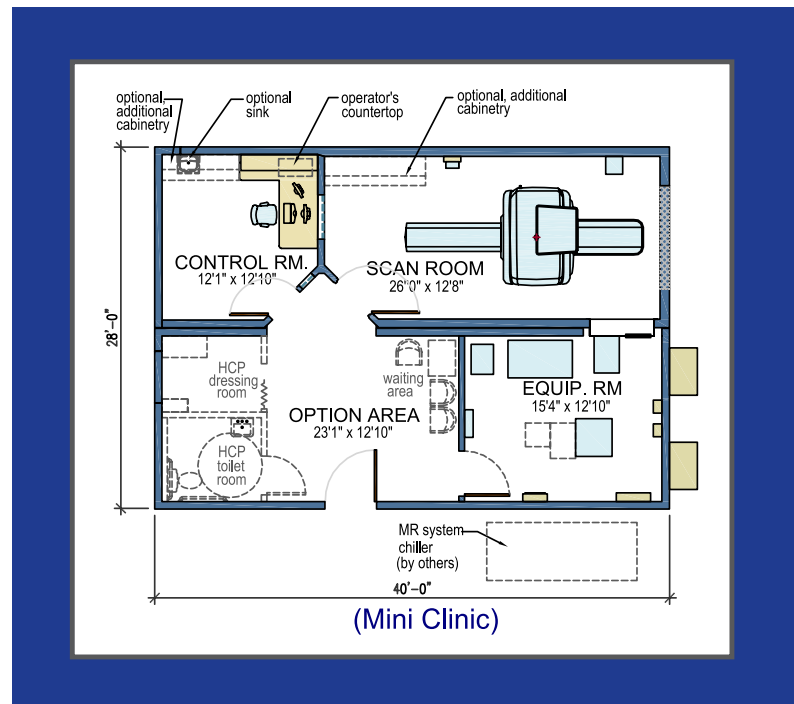 optional,
additional
cabinetry
optional
sink
operator's
countertop
optional, additional
cabinetry
CONTROL RM.
12'1" x 12'10"
SCAN ROOM
26'0" x 12'8"
28'-0"
HCP
dressing
room
waiting
area
EQUIP. RM
15'4" x 12'10"
OPTION AREA
23'1" x 12'10"
HCP
toilet
room
MR system
chiller
(by others)
40'-0"
(Mini Clinic)